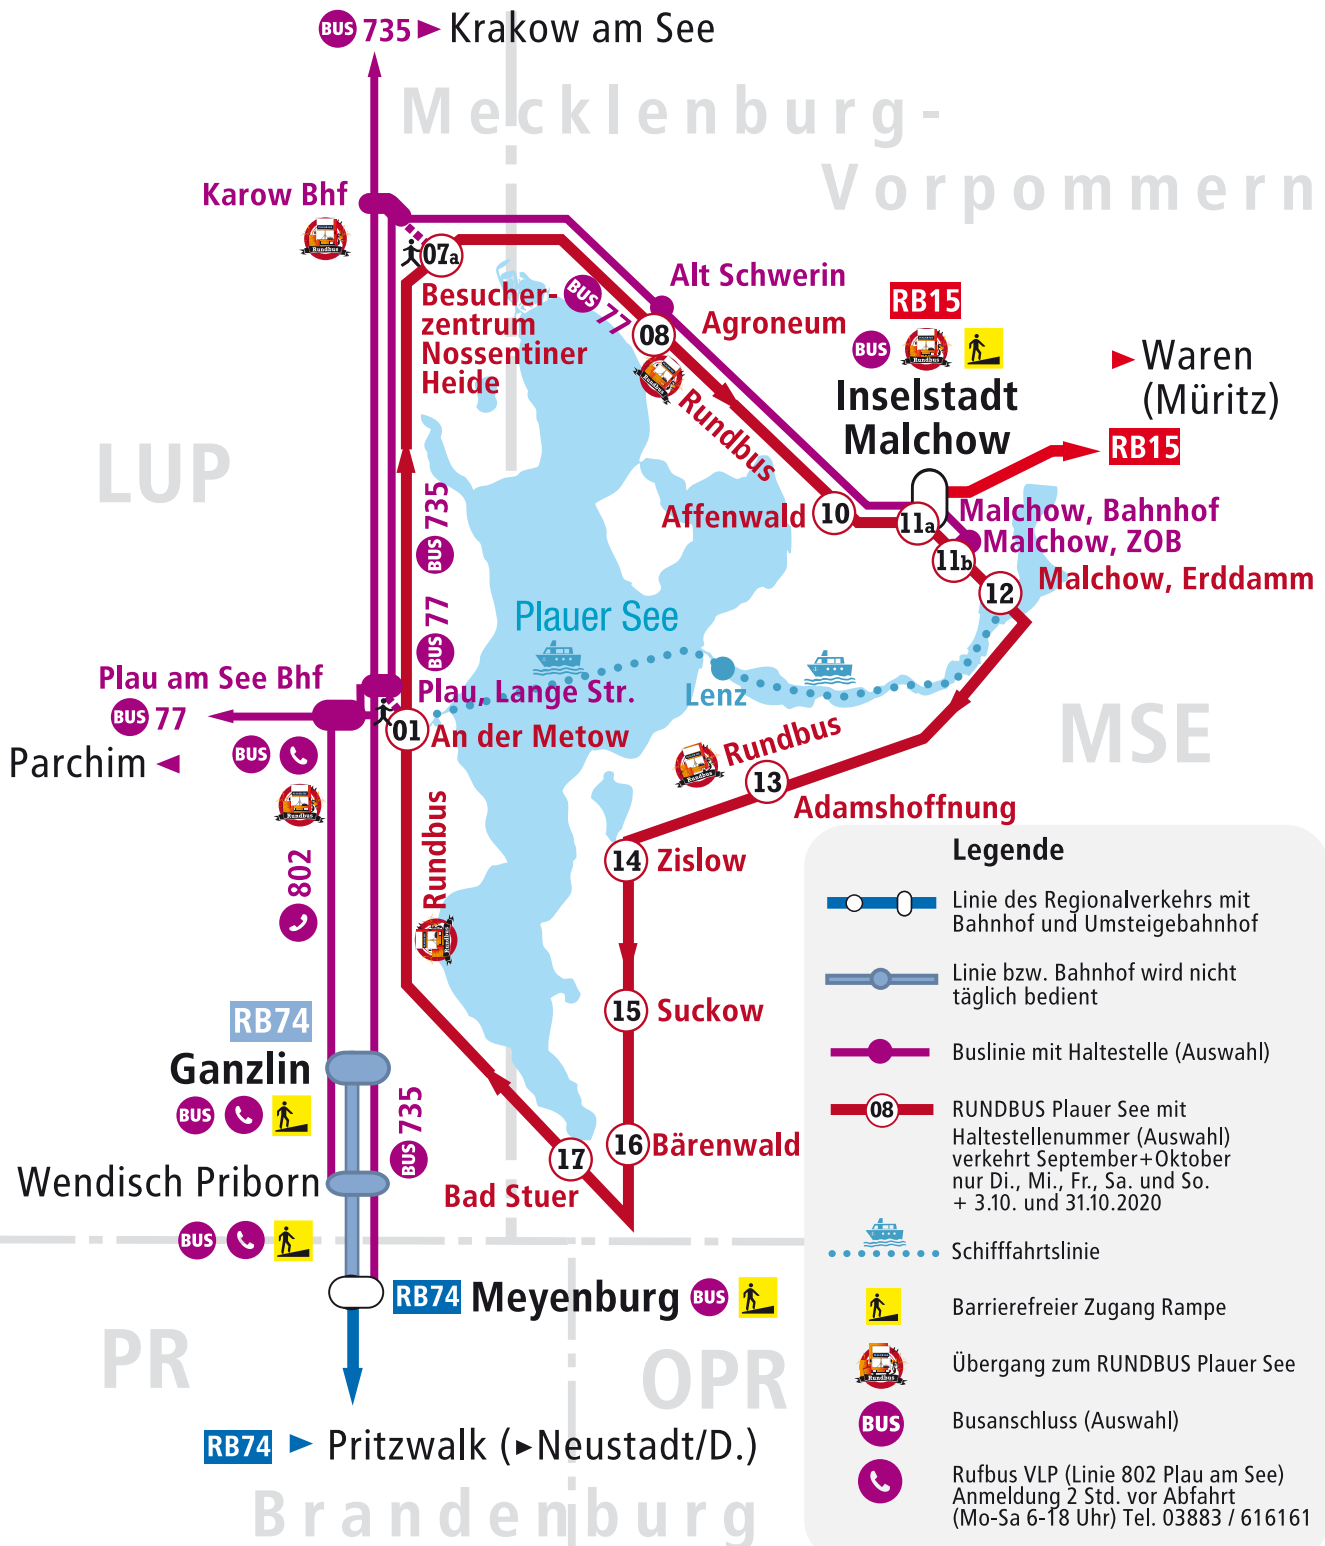 BUS 735 ► Krakow am See
Mecklenburg-
Vorpommern
Karow Bhf
Rundbus
07a
Besucher-
zentrum
Nossentiner
Heide
BUS 77
Alt Schwerin
08
Agroneum
Rundbus
Rundbus
RB15
BUS
Rundbus
Inselstadt
Malchow
► Waren
(Müritz)
RB15
LUP
BUS 735
Affenwald
10
11a
Malchow, Bahnhof
Malchow, ZOB
11b
12
Malchow, Erddamm
BUS 77
Plauer See
Lenz
Plau am See Bhf
BUS 77
Parchim ◄
Plau, Lange Str.
01
An der Metow
BUS
Rundbus
MSE
Rundbus
Rundbus
13
Adamshoffnung
802
Rundbus
Rundbus
14
Zislow
15
Suckow
16
Bärenwald
17
Bad Stuer
RB74
Ganzlin
BUS
BUS 735
Wendisch Priborn
BUS
RB74 Meyenburg BUS
PR
OPR
RB74 ► Pritzwalk (►Neustadt/D.)
Brandenburg
Legende
Linie des Regionalverkehrs mit
Bahnhof und Umsteigebahnhof
Linie bzw. Bahnhof wird nicht
täglich bedient
Buslinie mit Haltestelle (Auswahl)
08
RUNDBUS Plauer See mit
Haltestellenummer (Auswahl)
verkehrt September+Oktober
nur Di., Mi., Fr., Sa. und So.
+ 3.10. und 31.10.2020
Schifffahrtslinie
Barrierefreier Zugang Rampe
Rundbus
Übergang zum RUNDBUS Plauer See
BUS
Busanschluss (Auswahl)
Rufbus VLP (Linie 802 Plau am See)
Anmeldung 2 Std. vor Abfahrt
(Mo-Sa 6-18 Uhr) Tel. 03883 / 616161